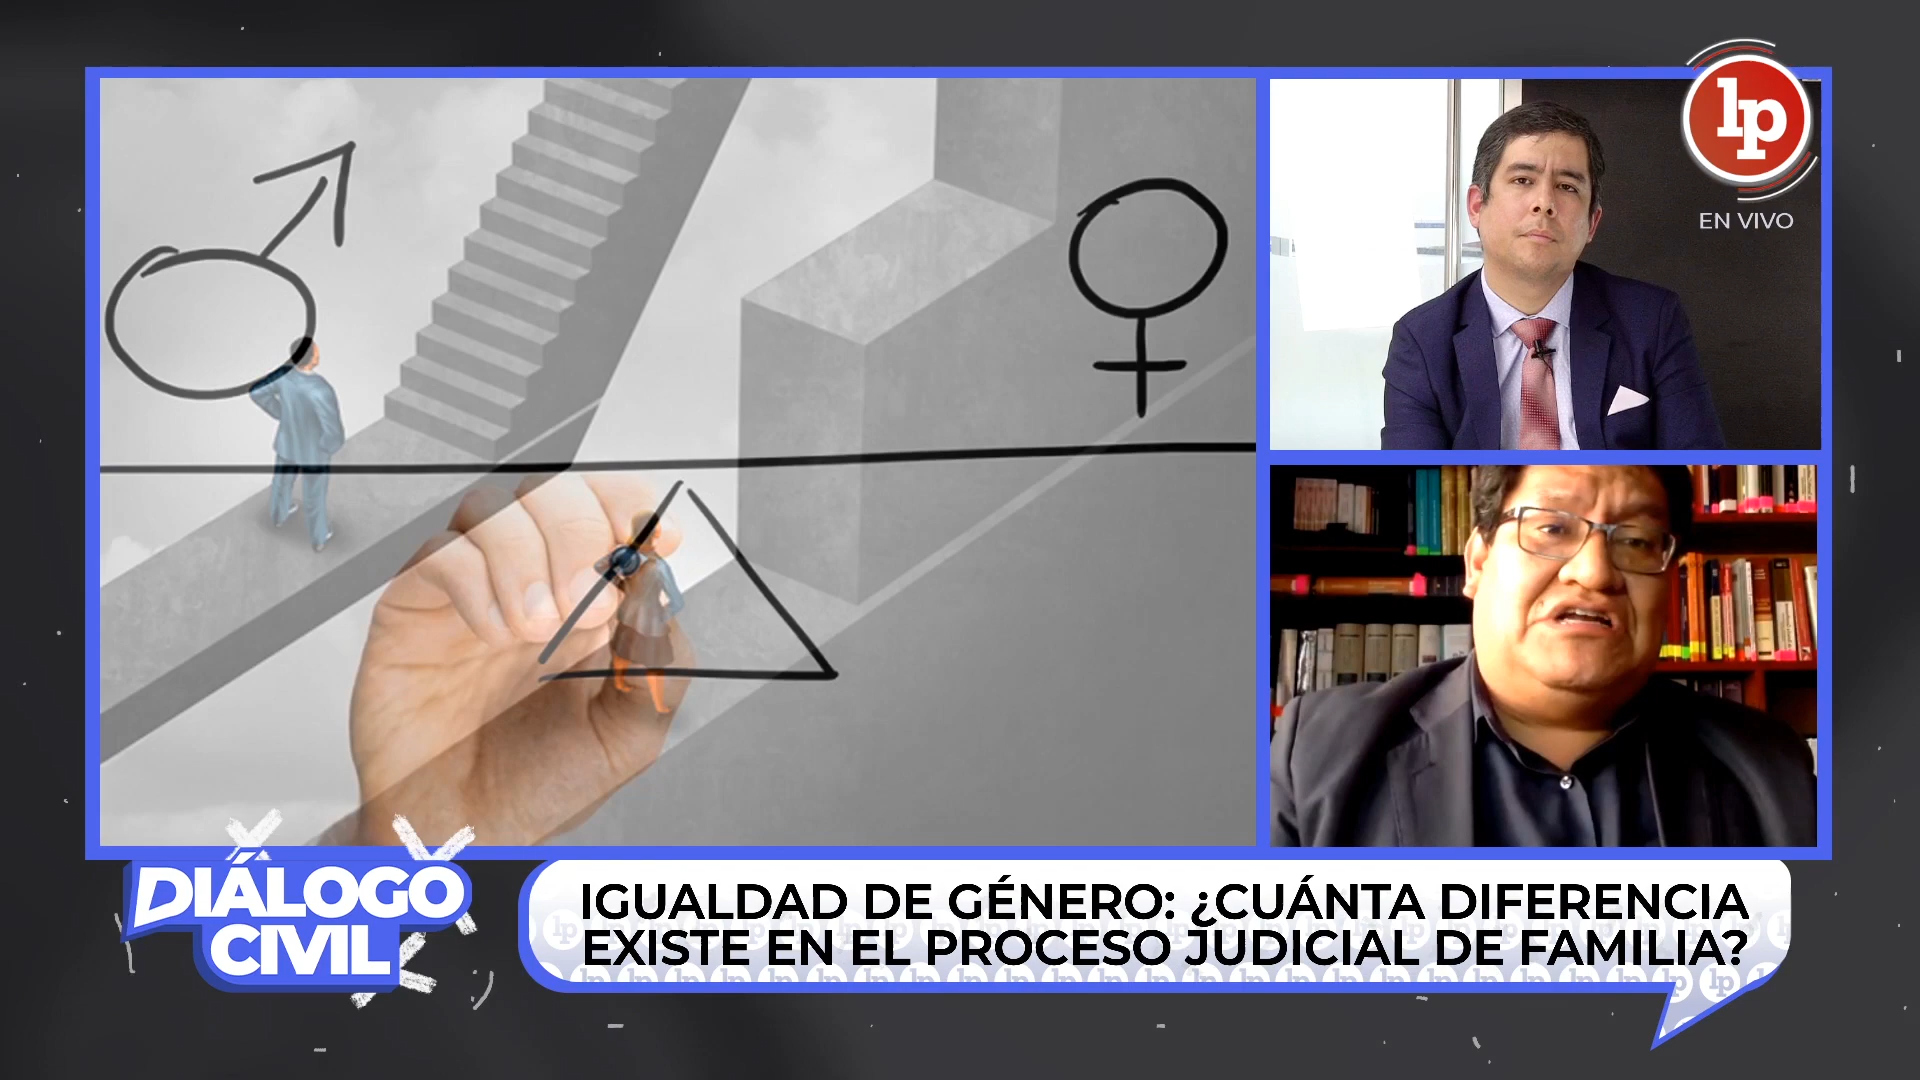 lp
EN VIVO
DIÁLOGO
CIVIL
IGUALDAD DE GÉNERO: ¿CUÁNTA DIFERENCIA
EXISTE EN EL PROCESO JUDICIAL DE FAMILIA?